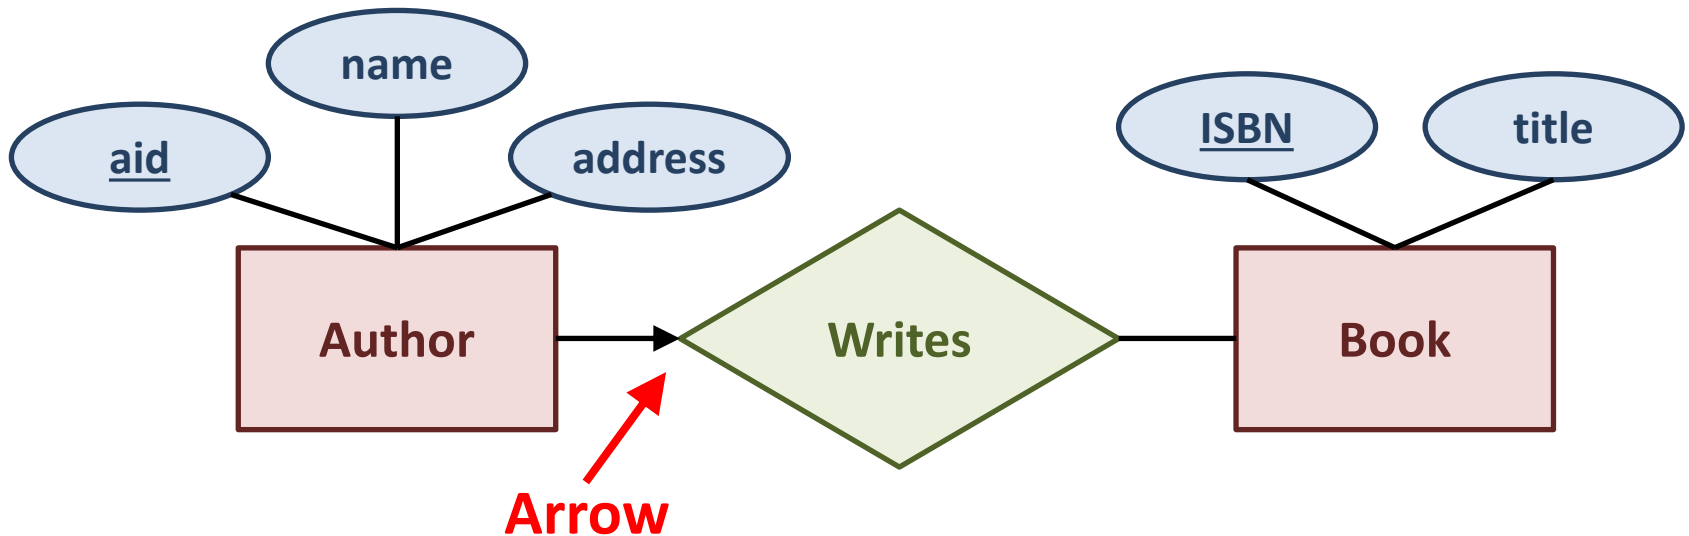 name
aid
address
ISBN
title
Author
Writes
Book
Arrow